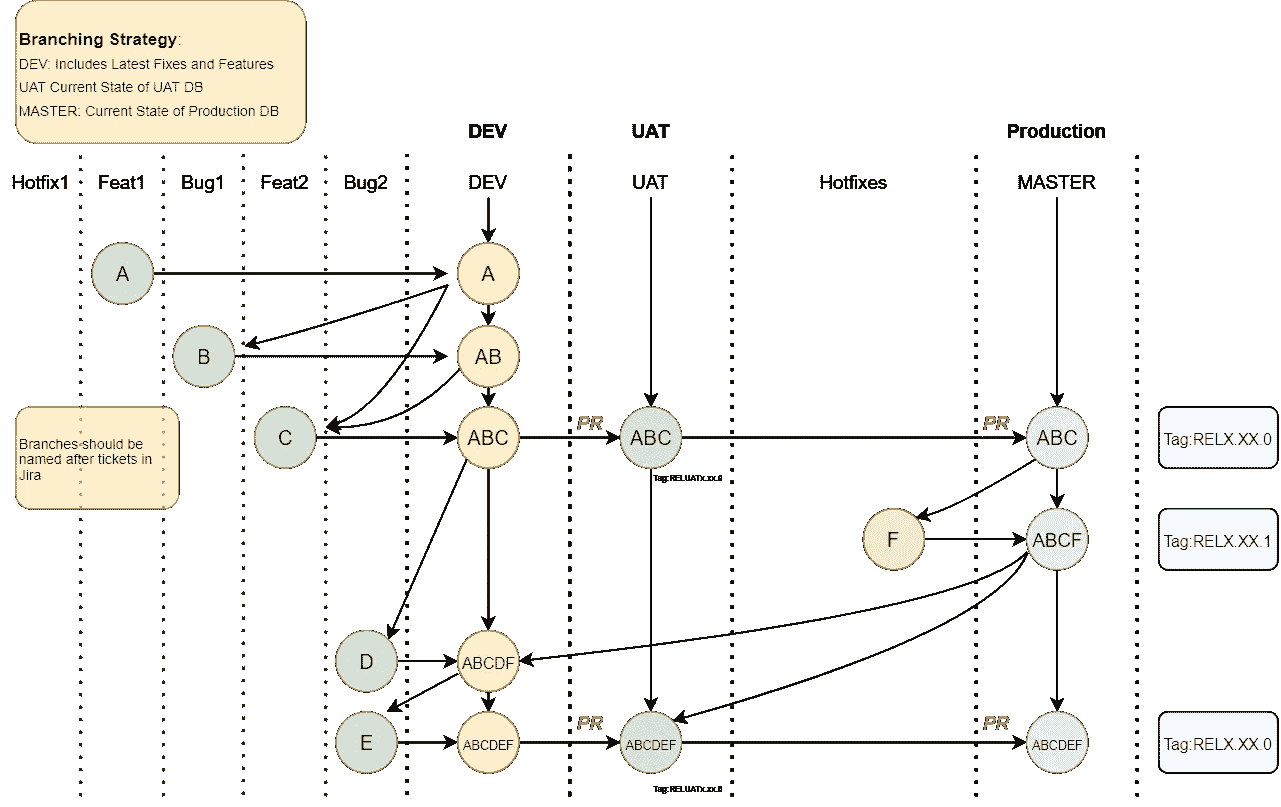 Branching Strategy:
DEV: Includes Latest Fixes and Features
UAT Current State of UAT DB
MASTER: Current State of Production DB
DEV
UAT
Production
Hotfix1
Feat1
Bug1
Feat2
Bug2
DEV
UAT
Hotfixes
MASTER
A
A
B
AB
Branches should be
named after tickets in
Jira
C
ABC
PR
ABC
PR
ABC
Tag:RELX.XX.0
Tag:RELUATx.xx.0
F
ABCF
Tag:RELX.XX.1
D
ABCDF
E
ABCDEF
PR
ABCDEF
PR
ABCDEF
Tag:RELX.XX.0
Tag:RELUATx.xx.0